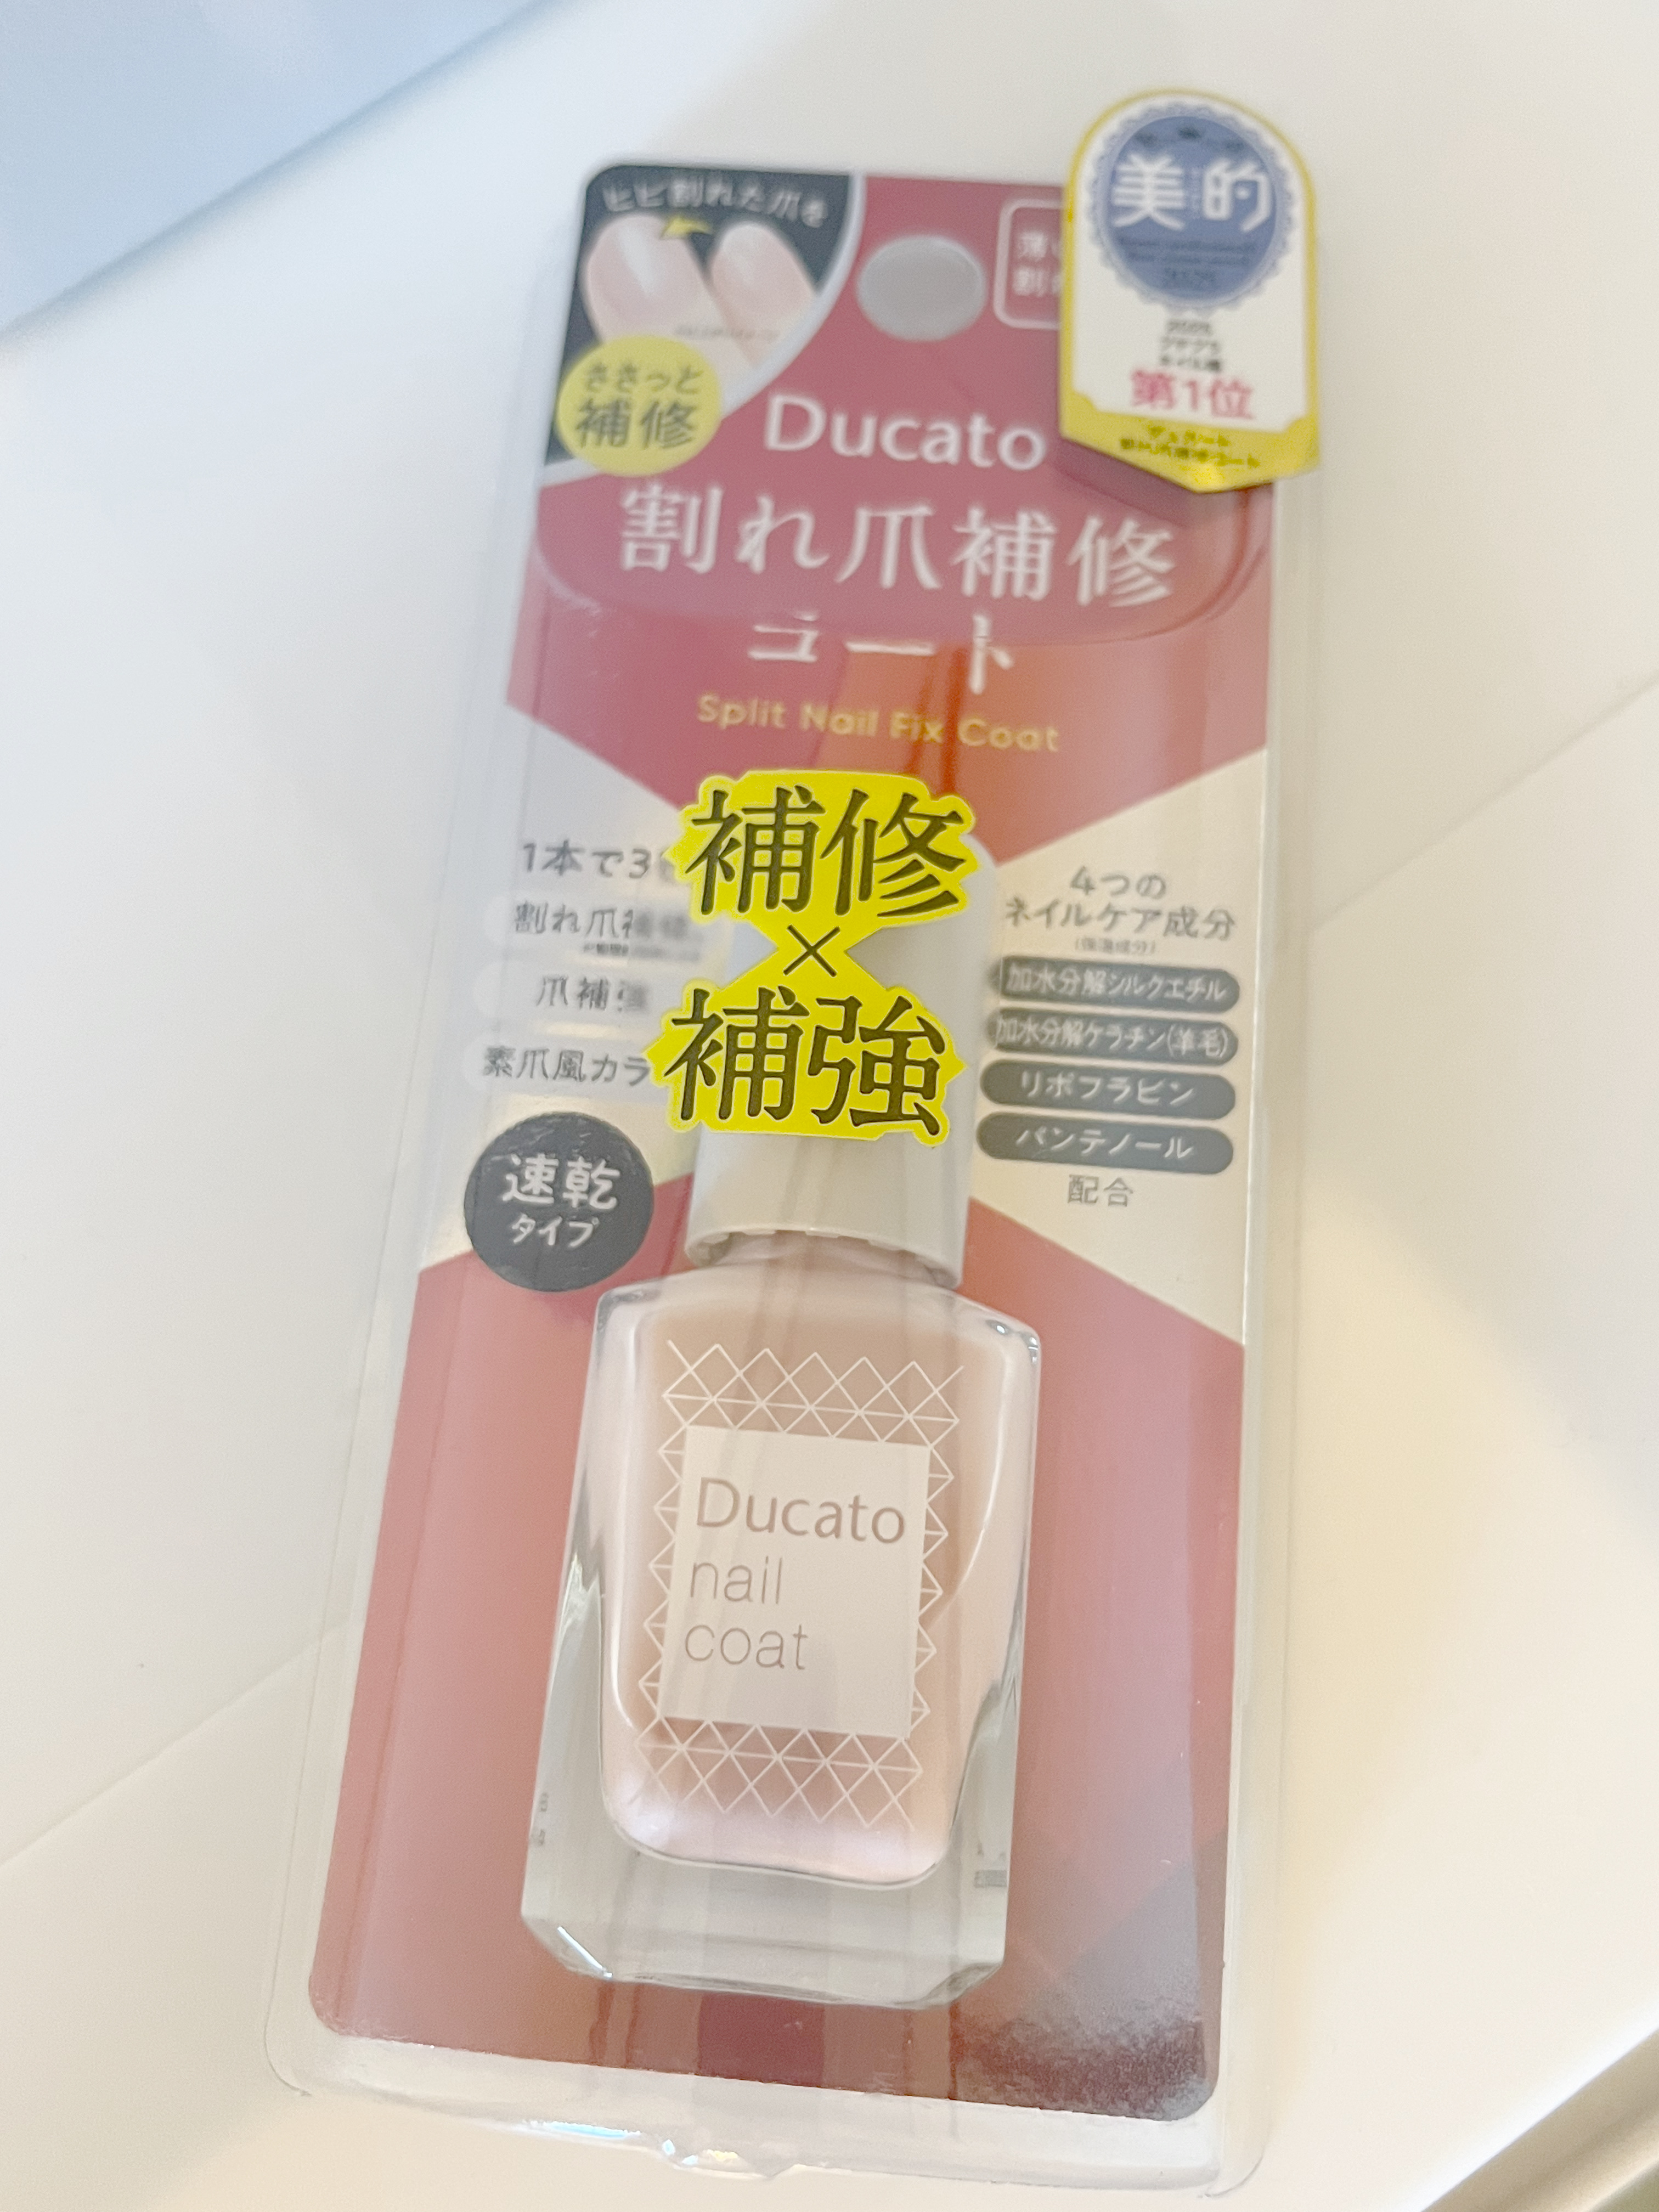 ヒビ割れた爪を
ささっと
補修
美的
2025
第1位
Ducato
割れ爪補修
コート
Split Nail Fix Coat
補修
×
補強
1本で3
割れ爪
爪補
素爪風カラ
速乾
タイプ
4つの
ネイルケア成分
(保湿成分)
加水分解シルクエチル
加水分解ケラチン(羊毛)
リボフラビン
パンテノール
配合
Ducato
nail
coat